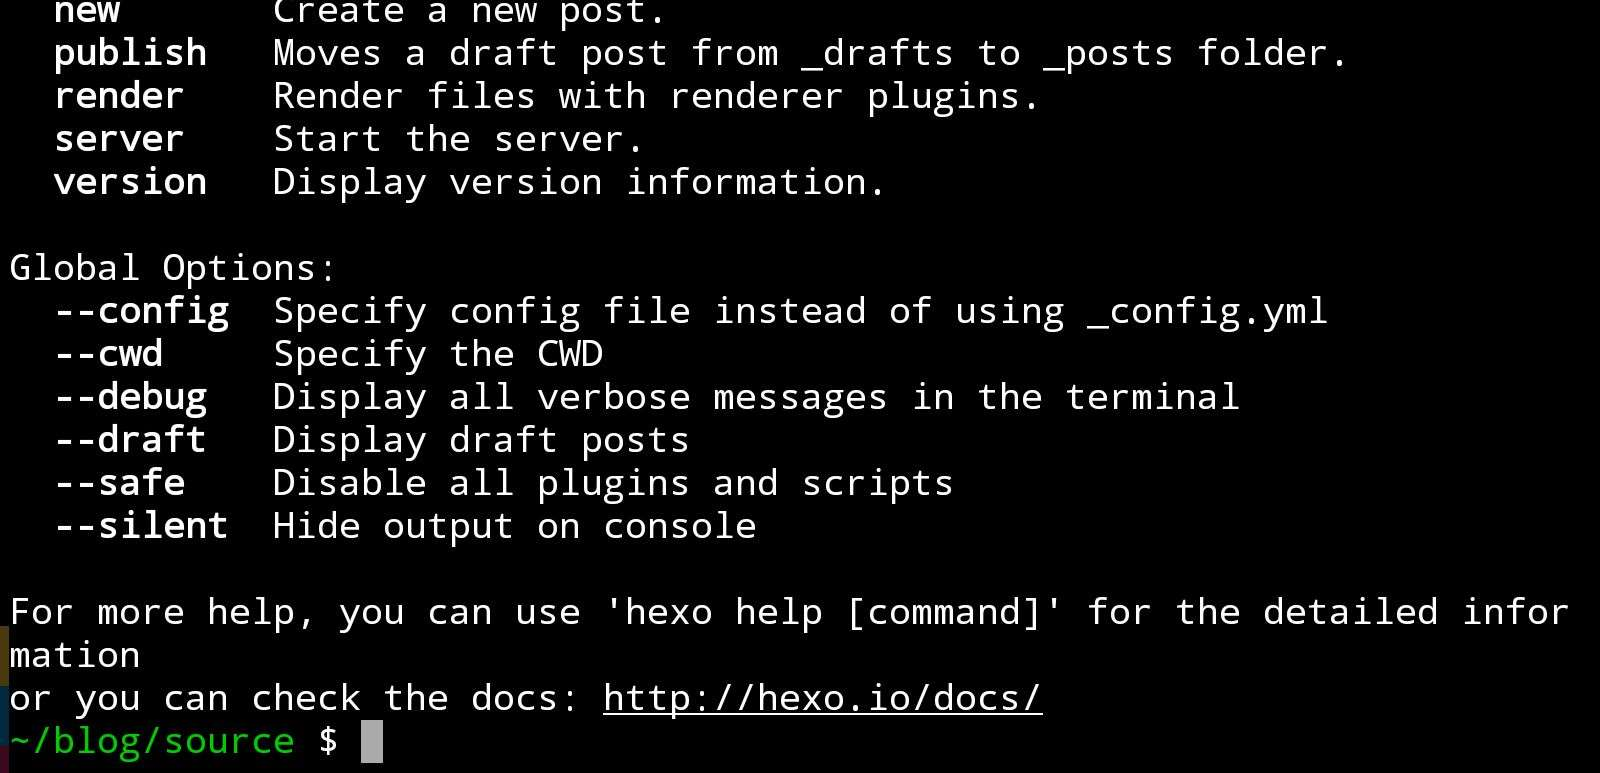 new       Create a new post.
publish   Moves a draft post from _drafts to _posts folder.
render    Render files with renderer plugins.
server    Start the server.
version   Display version information.

Global Options:
--config  Specify config file instead of using _config.yml
--cwd     Specify the CWD
--debug   Display all verbose messages in the terminal
--draft   Display draft posts
--safe    Disable all plugins and scripts
--silent  Hide output on console

For more help, you can use 'hexo help [command]' for the detailed infor
mation
or you can check the docs: http://hexo.io/docs/
~/blog/source $